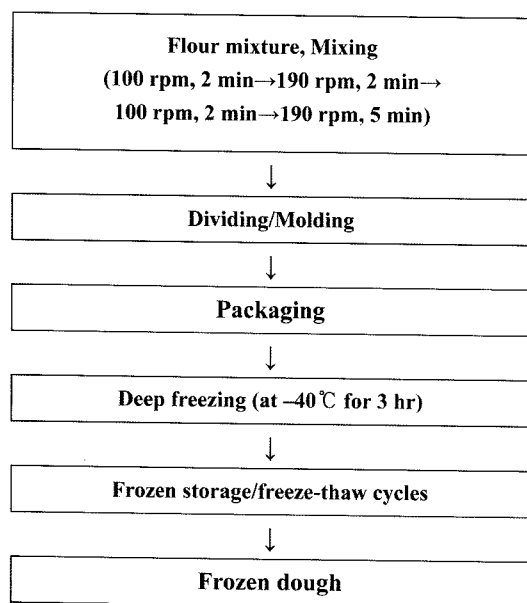 Flour mixture, Mixing
(100 rpm, 2 min→190 rpm, 2 min→
100 rpm, 2 min→190 rpm, 5 min)
↓
Dividing/Molding
↓
Packaging
↓
Deep freezing (at –40℃ for 3 hr)
↓
Frozen storage/freeze-thaw cycles
↓
Frozen dough